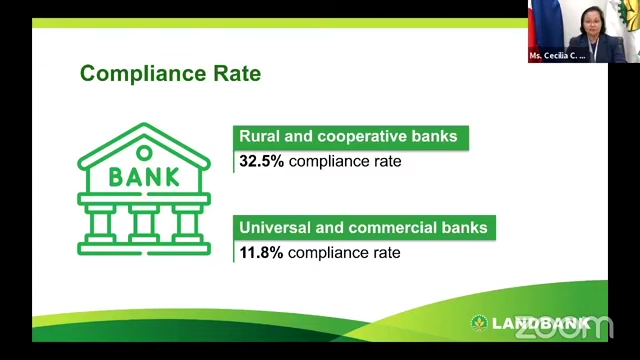 Ms. Cecilia C. ...
Compliance Rate
BANK
Rural and cooperative banks
32.5% compliance rate
Universal and commercial banks
11.8% compliance rate
LANDBANK
zoom